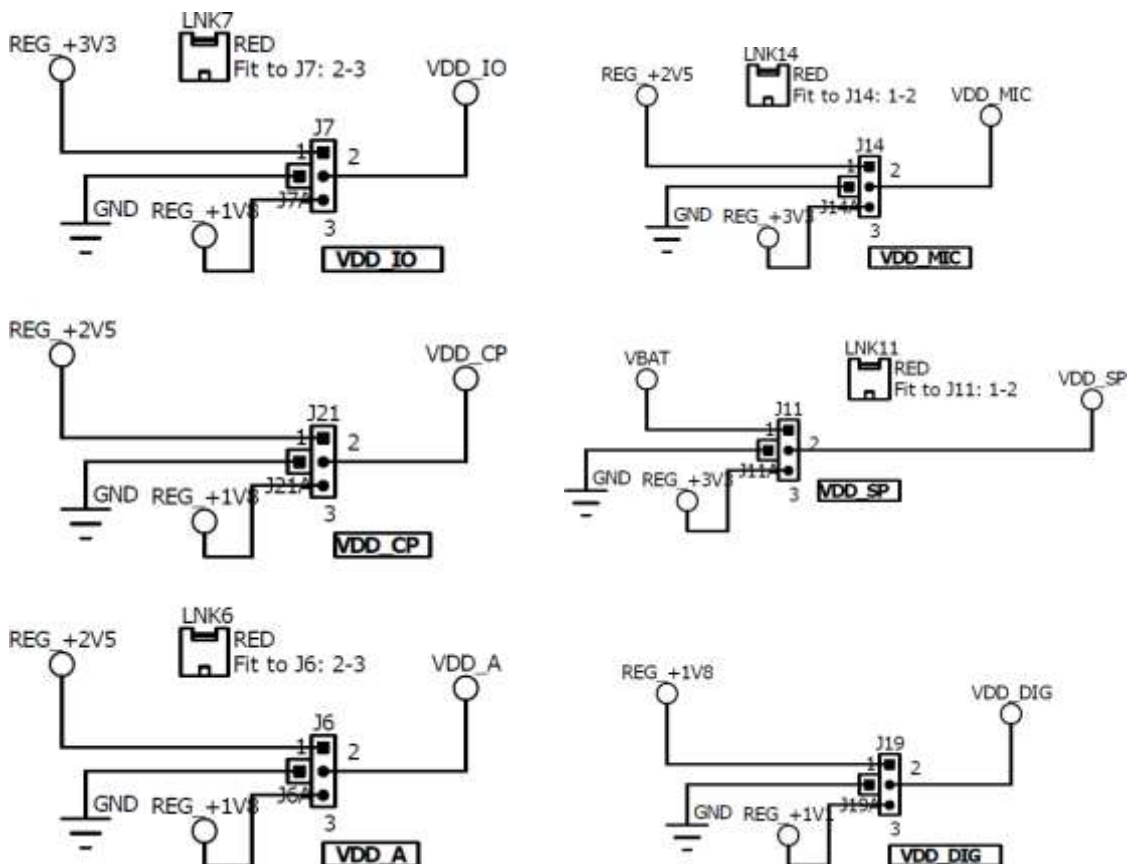 LNK7
REG_+3V3
RED
Fit to J7: 2-3
VDD_IO
J7
1
2
J7A
GND
REG_+1V8
3
VDD_IO
LNK14
REG_+2V5
RED
Fit to J14: 1-2
VDD_MIC
J14
1
2
J14A
GND
REG_+3V3
3
VDD_MIC
REG_+2V5
VDD_CP
J21
1
2
J21A
GND
REG_+1V8
3
VDD_CP
LNK11
VBAT
RED
Fit to J11: 1-2
VDD_SP
J11
1
2
J11A
GND
REG_+3V3
3
VDD_SP
LNK6
REG_+2V5
RED
Fit to J6: 2-3
VDD_A
J6
1
2
J6A
GND
REG_+1V8
3
VDD_A
REG_+1V8
VDD_DIG
J19
1
2
J19A
GND
REG_+1V1
3
VDD_DIG